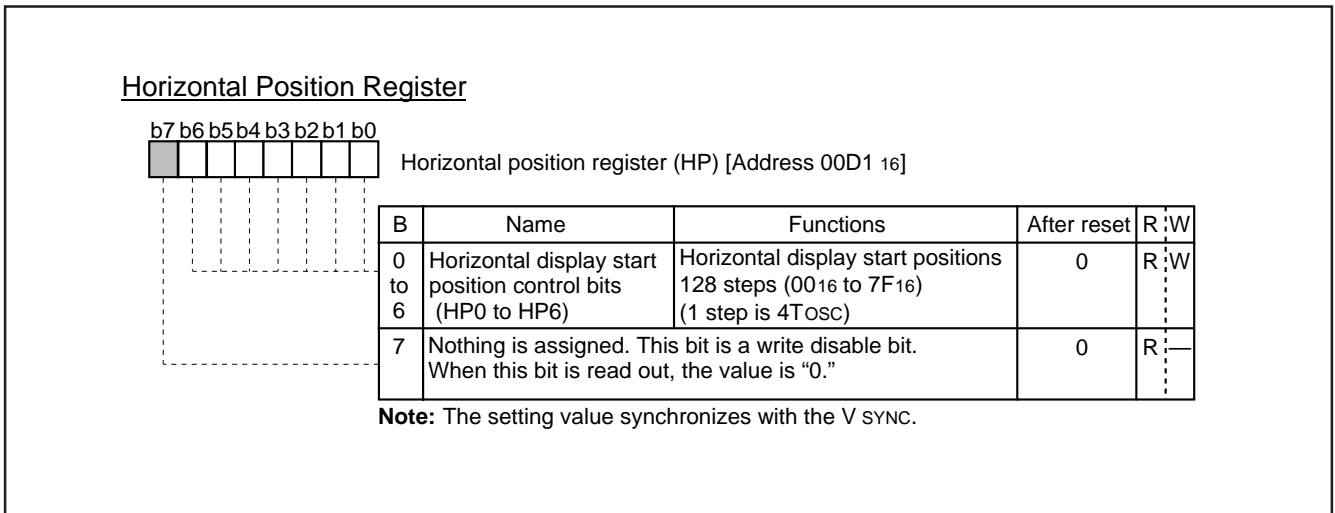 Horizontal Position Register
b7 b6 b5 b4 b3 b2 b1 b0
Horizontal position register (HP) [Address 00D1 16]
B Name Functions After reset R W
0 to 6 Horizontal display start position control bits (HP0 to HP6) Horizontal display start positions 128 steps (0016 to 7F16) (1 step is 4TOSC) 0 R W
7 Nothing is assigned. This bit is a write disable bit. When this bit is read out, the value is “0.” 0 R —
Note: The setting value synchronizes with the V SYNC.